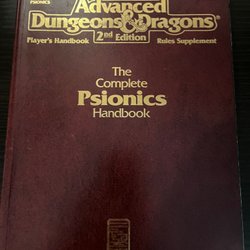 PSIONICS
Advanced
Dungeons & Dragons®
Player's Handbook 2nd Edition Rules Supplement
The
Complete
Psionics
Handbook